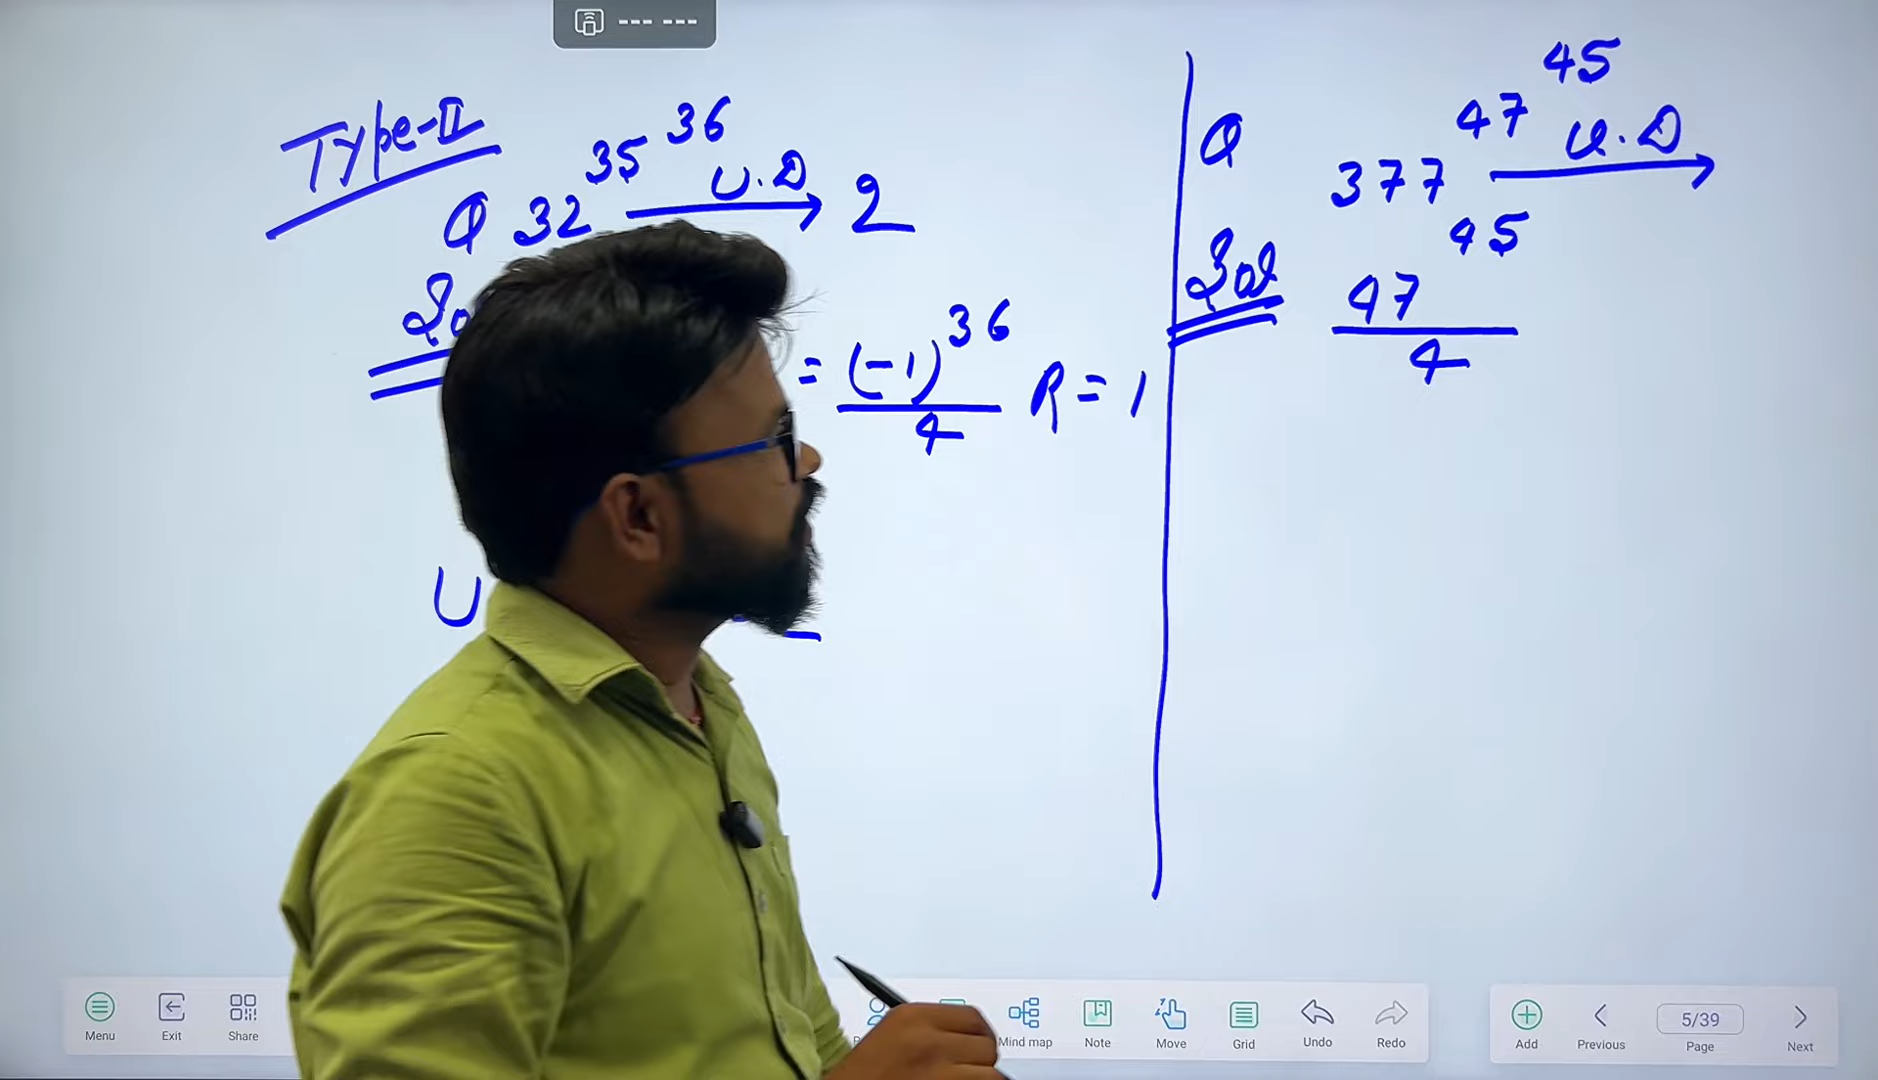 Type-II
Q 32^35^36 U.D → 2
= (-1)^36 / 4 R = 1
U
Q 377^47^45 U.D →
Sol 47^45 / 4
Menu Exit Share Mind map Note Move Grid Undo Redo
Add Previous 5/39 Page Next